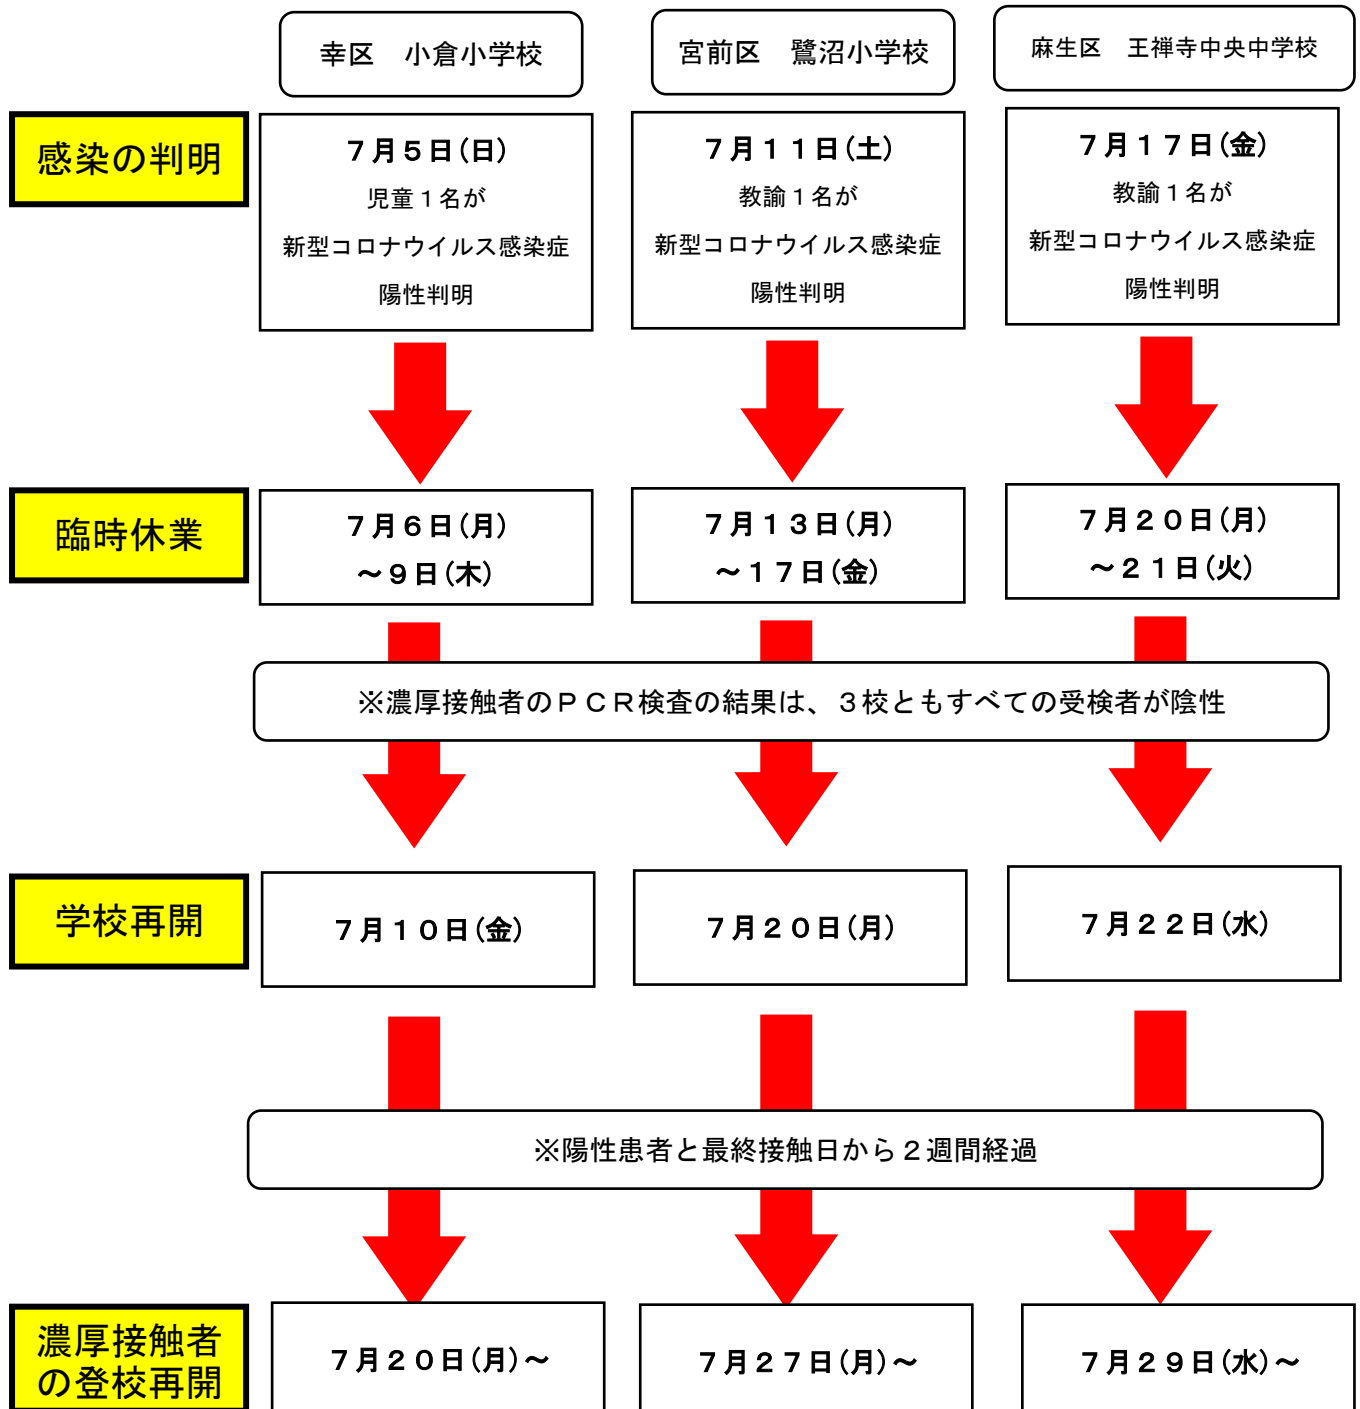 幸区　小倉小学校
宮前区　鷺沼小学校
麻生区　王禅寺中央中学校
感染の判明
７月５日(日)
児童１名が
新型コロナウイルス感染症
陽性判明
７月１１日(土)
教諭１名が
新型コロナウイルス感染症
陽性判明
７月１７日(金)
教諭１名が
新型コロナウイルス感染症
陽性判明
臨時休業
７月６日(月)
～９日(木)
７月１３日(月)
～１７日(金)
７月２０日(月)
～２１日(火)
※濃厚接触者のＰＣＲ検査の結果は、３校ともすべての受検者が陰性
学校再開
７月１０日(金)
７月２０日(月)
７月２２日(水)
※陽性患者と最終接触日から２週間経過
濃厚接触者
の登校再開
７月２０日(月)～
７月２７日(月)～
７月２９日(水)～